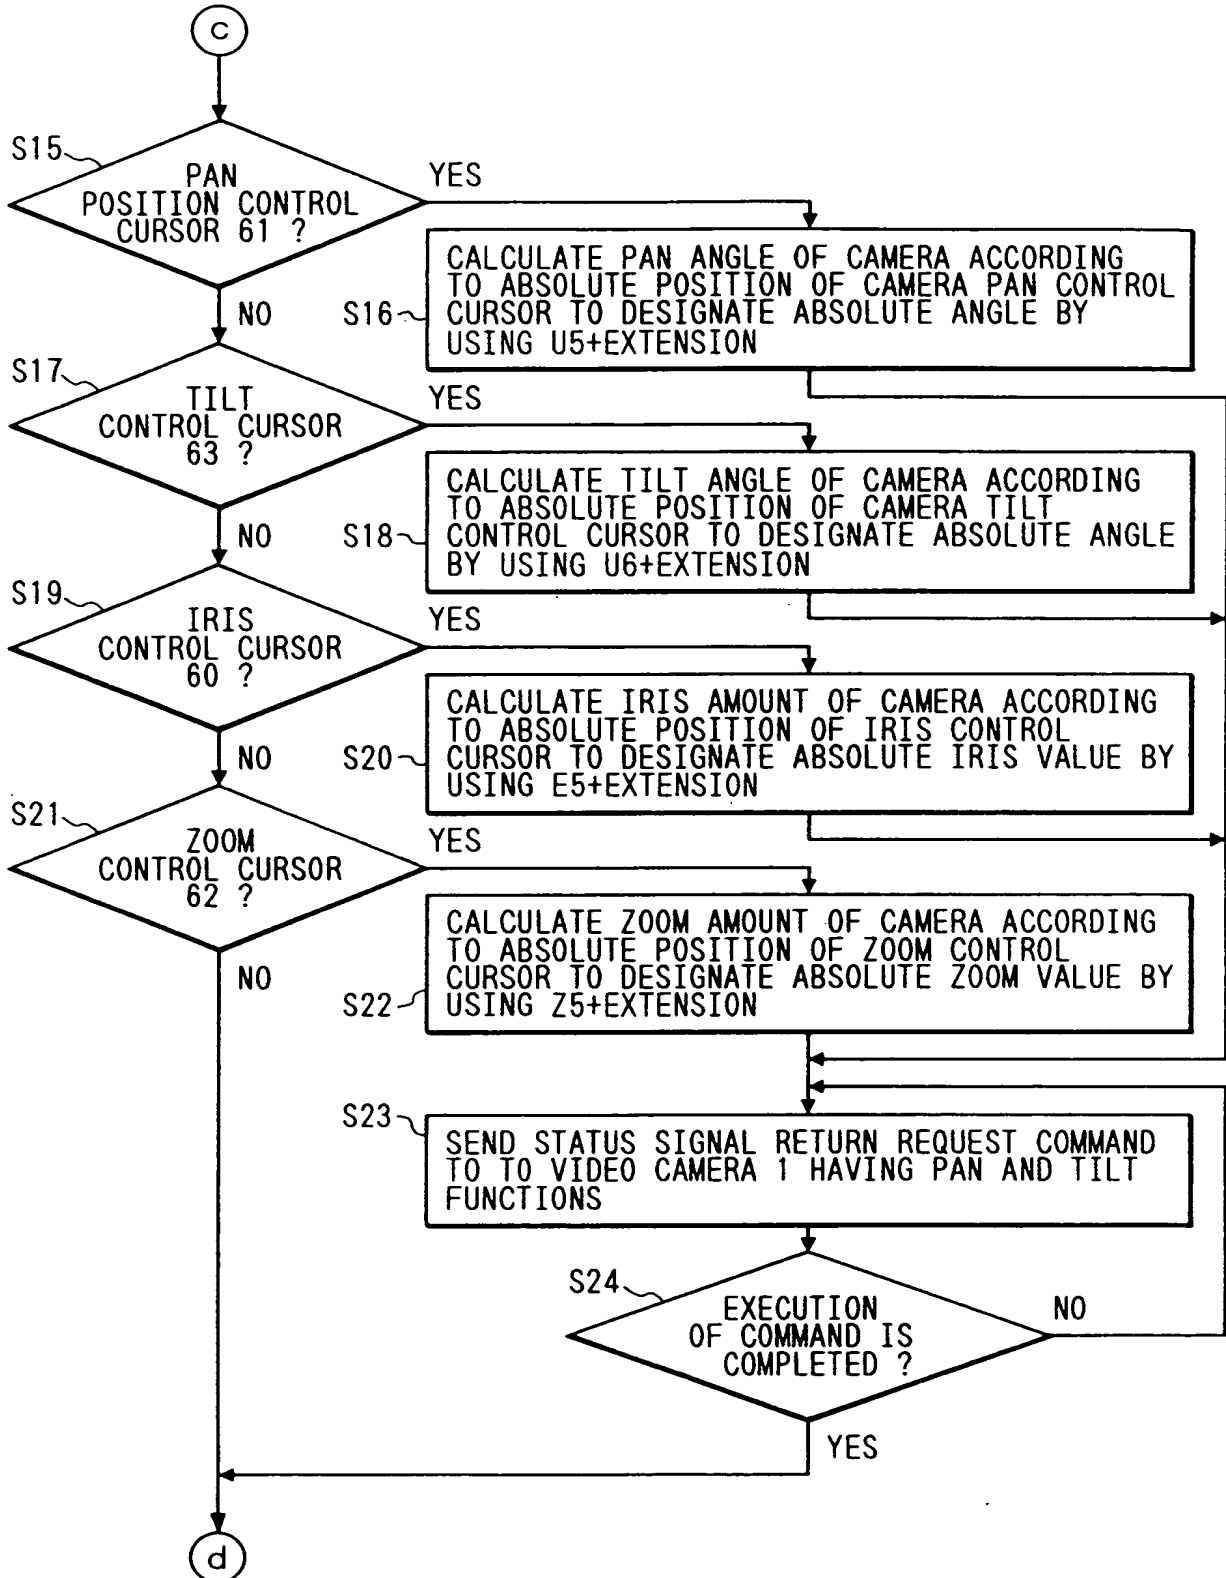 c
S15
PAN
POSITION CONTROL
CURSOR 61 ?
YES
NO
S16
CALCULATE PAN ANGLE OF CAMERA ACCORDING
TO ABSOLUTE POSITION OF CAMERA PAN CONTROL
CURSOR TO DESIGNATE ABSOLUTE ANGLE BY
USING U5+EXTENSION
S17
TILT
CONTROL CURSOR
63 ?
YES
NO
S18
CALCULATE TILT ANGLE OF CAMERA ACCORDING
TO ABSOLUTE POSITION OF CAMERA TILT
CONTROL CURSOR TO DESIGNATE ABSOLUTE ANGLE
BY USING U6+EXTENSION
S19
IRIS
CONTROL CURSOR
60 ?
YES
NO
S20
CALCULATE IRIS AMOUNT OF CAMERA ACCORDING
TO ABSOLUTE POSITION OF IRIS CONTROL
CURSOR TO DESIGNATE ABSOLUTE IRIS VALUE BY
USING E5+EXTENSION
S21
ZOOM
CONTROL CURSOR
62 ?
YES
NO
S22
CALCULATE ZOOM AMOUNT OF CAMERA ACCORDING
TO ABSOLUTE POSITION OF ZOOM CONTROL
CURSOR TO DESIGNATE ABSOLUTE ZOOM VALUE BY
USING Z5+EXTENSION
S23
SEND STATUS SIGNAL RETURN REQUEST COMMAND
TO TO VIDEO CAMERA 1 HAVING PAN AND TILT
FUNCTIONS
S24
EXECUTION
OF COMMAND IS
COMPLETED ?
NO
YES
d